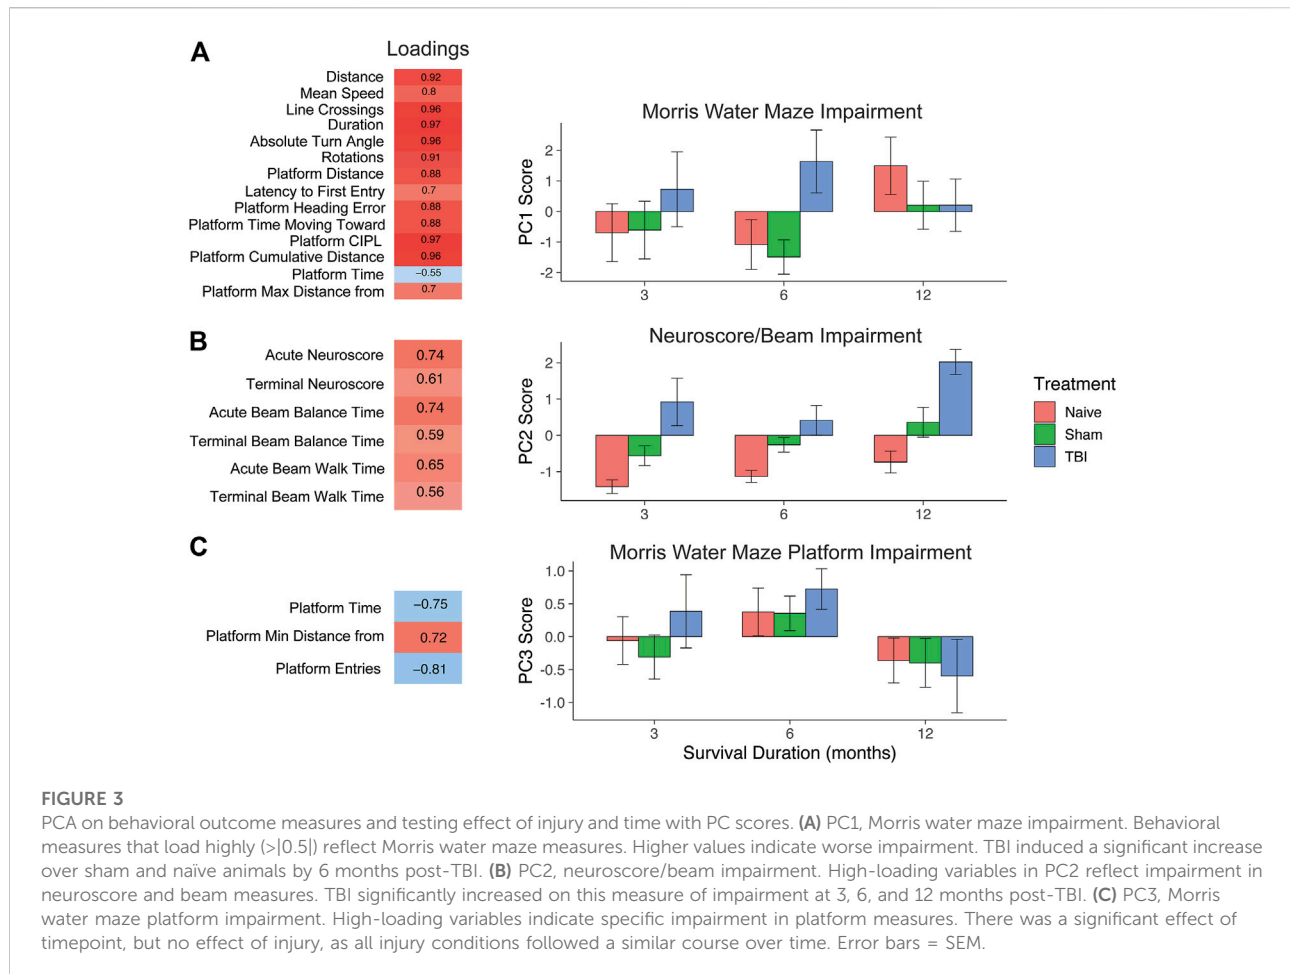 A
Loadings
Distance 0.92
Mean Speed 0.8
Line Crossings 0.96
Duration 0.97
Absolute Turn Angle 0.96
Rotations 0.91
Platform Distance 0.88
Latency to First Entry 0.7
Platform Heading Error 0.88
Platform Time Moving Toward 0.88
Platform CIPL 0.97
Platform Cumulative Distance 0.96
Platform Time −0.55
Platform Max Distance from 0.7
Morris Water Maze Impairment
PC1 Score
2
1
0
-1
-2
3 6 12
B
Acute Neuroscore 0.74
Terminal Neuroscore 0.61
Acute Beam Balance Time 0.74
Terminal Beam Balance Time 0.59
Acute Beam Walk Time 0.65
Terminal Beam Walk Time 0.56
Neuroscore/Beam Impairment
PC2 Score
2
1
0
-1
3 6 12
Treatment
Naive
Sham
TBI
C
Platform Time −0.75
Platform Min Distance from 0.72
Platform Entries −0.81
Morris Water Maze Platform Impairment
PC3 Score
1.0
0.5
0.0
-0.5
-1.0
3 6 12
Survival Duration (months)
FIGURE 3
PCA on behavioral outcome measures and testing effect of injury and time with PC scores. (A) PC1, Morris water maze impairment. Behavioral
measures that load highly (>|0.5|) reflect Morris water maze measures. Higher values indicate worse impairment. TBI induced a significant increase
over sham and naïve animals by 6 months post-TBI. (B) PC2, neuroscore/beam impairment. High-loading variables in PC2 reflect impairment in
neuroscore and beam measures. TBI significantly increased on this measure of impairment at 3, 6, and 12 months post-TBI. (C) PC3, Morris
water maze platform impairment. High-loading variables indicate specific impairment in platform measures. There was a significant effect of
timepoint, but no effect of injury, as all injury conditions followed a similar course over time. Error bars = SEM.